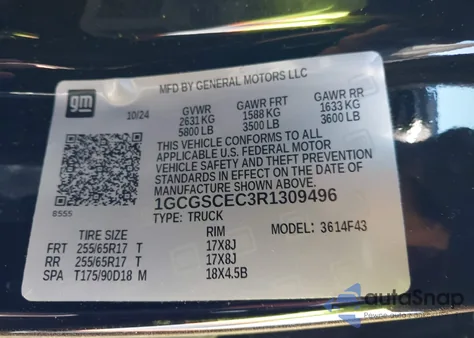 MFD BY GENERAL MOTORS LLC
gm
10/24
GVWR GAWR FRT GAWR RR
2631 KG 1588 KG 1633 KG
5800 LB 3500 LB 3600 LB
THIS VEHICLE CONFORMS TO ALL
APPLICABLE U.S. FEDERAL MOTOR
VEHICLE SAFETY AND THEFT PREVENTION
STANDARDS IN EFFECT ON THE DATE OF
MANUFACTURE SHOWN ABOVE.
1GCGSCEC3R1309496
8555
TYPE: TRUCK
TIRE SIZE RIM MODEL: 3614F43
FRT 255/65R17 T 17X8J
RR 255/65R17 T 17X8J
SPA T175/90D18 M 18X4.5B
autoSnap
Pewne auto z dolarów